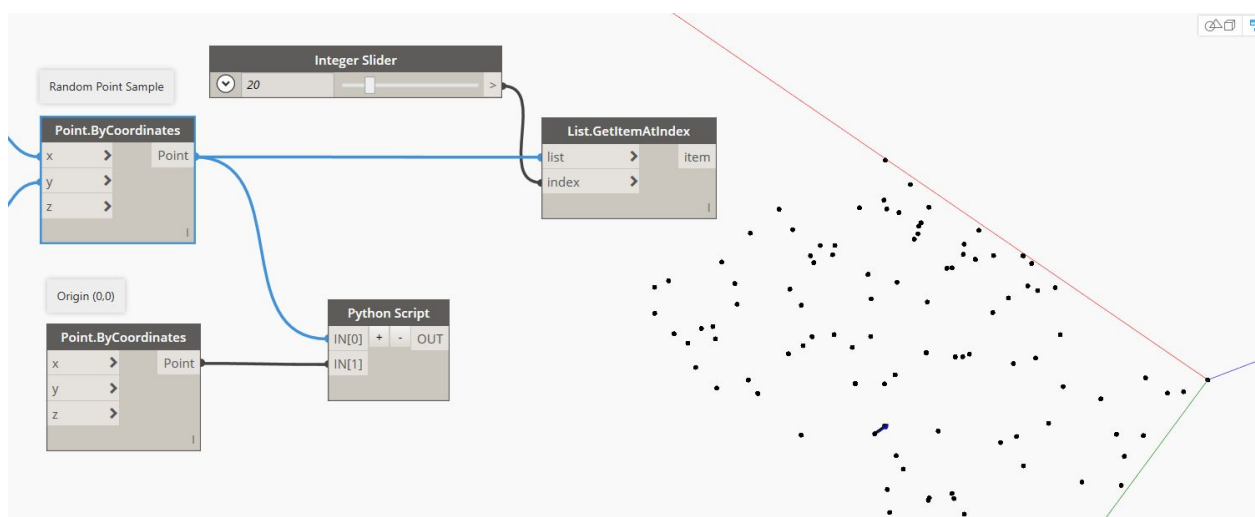 Integer Slider
20
>
Random Point Sample
Point.ByCoordinates
x > Point
y >
z >
l
List.GetItemAtIndex
list > item
index >
l
Origin (0,0)
Point.ByCoordinates
x > Point
y >
z >
l
Python Script
IN[0] + - OUT
IN[1]